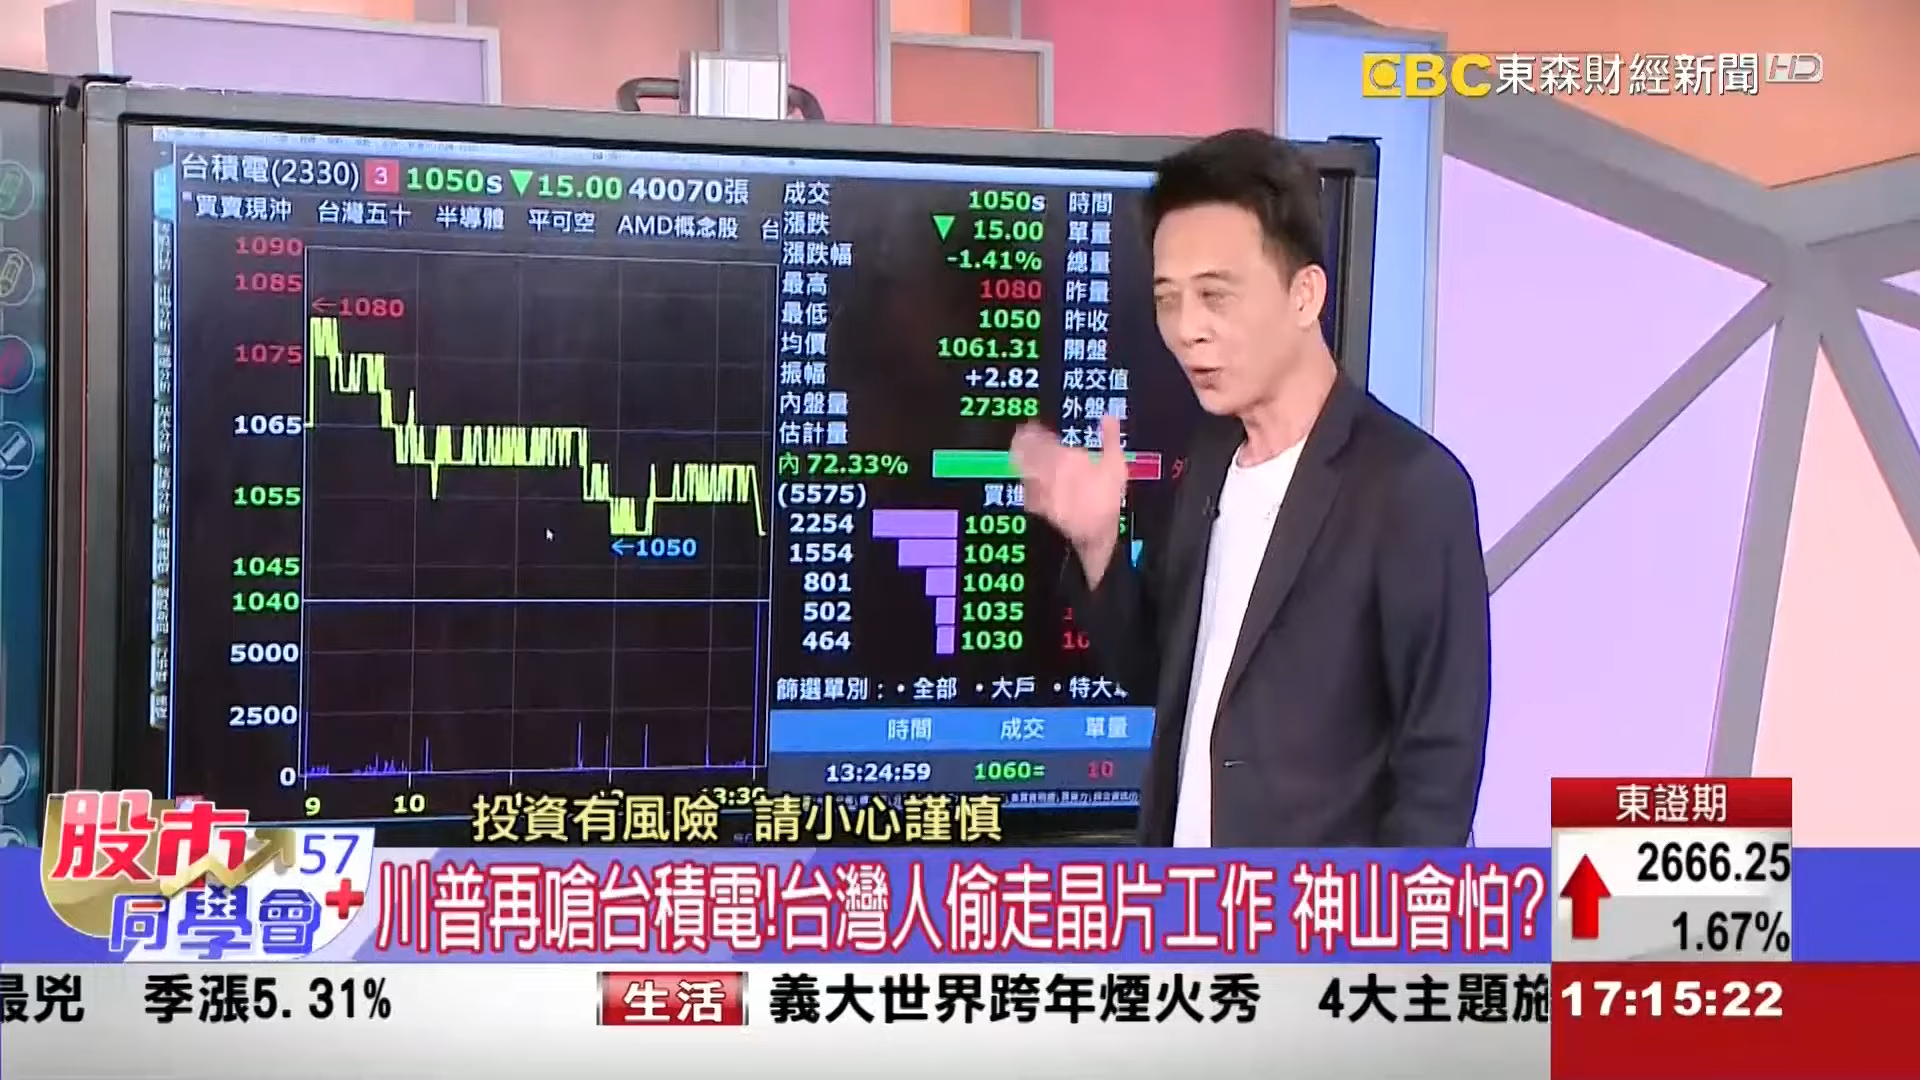 EBC東森財經新聞HD
台積電(2330) 3 1050s ▼15.00 40070張
買賣現沖 台灣五十 半導體 平可空 AMD概念股 台
1090
1085
←1080
1075
1065
1055
←1050
1045
1040
5000
2500
0
9 10 13:30
成交 1050s 時間
漲跌 ▼ 15.00 單量
漲跌幅 -1.41% 總量
最高 1080 昨量
最低 1050 昨收
均價 1061.31 開盤
振幅 +2.82 成交值
內盤量 27388 外盤量
估計量 本益
內 72.33%
(5575) 買進
2254 1050
1554 1045
801 1040
502 1035
464 1030
篩選單別：•全部 •大戶 •特大
時間 成交 單量
13:24:59 1060= 10
投資有風險 請小心謹慎
股市同學會 57+
川普再嗆台積電!台灣人偷走晶片工作 神山會怕?
東證期
2666.25
1.67%
最兇 季漲5.31% 生活 義大世界跨年煙火秀 4大主題施
17:15:22